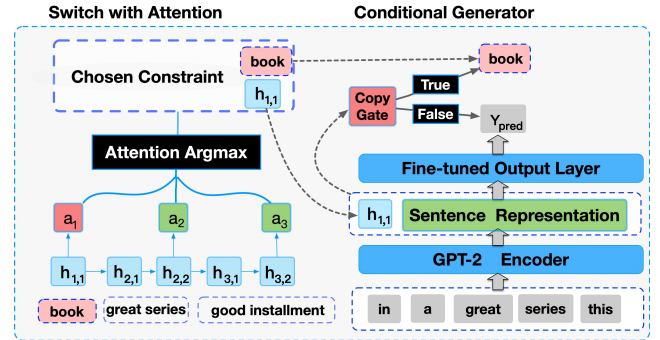 Switch with Attention
Conditional Generator
Chosen Constraint
book
h1,1
book
Copy Gate
True
False
Ypred
Attention Argmax
Fine-tuned Output Layer
a1 a2 a3
h1,1
Sentence Representation
h1,1 h2,1 h2,2 h3,1 h3,2
GPT-2 Encoder
book
great series
good installment
in a great series this